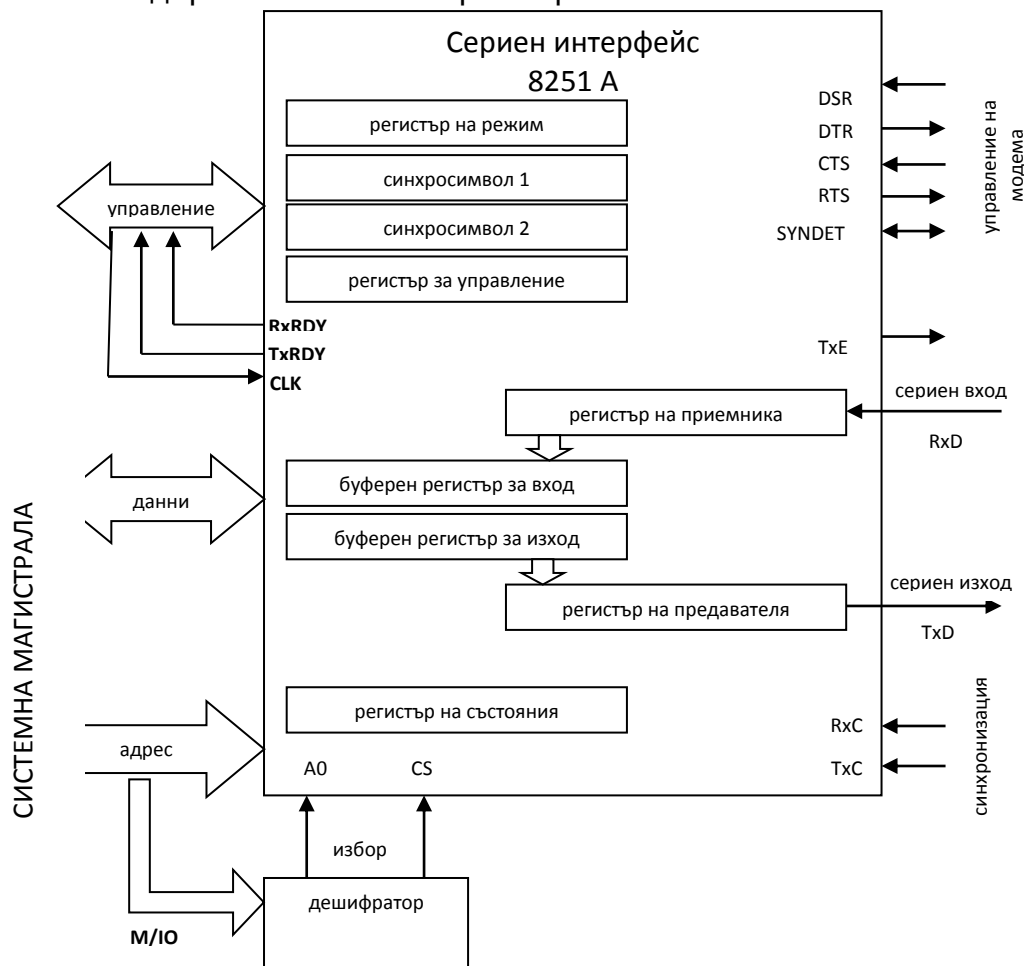 Сериен интерфейс
8251 A
регистър на режим
синхросимвол 1
синхросимвол 2
регистър за управление
управление
RxRDY
TxRDY
CLK
DSR
DTR
CTS
RTS
SYNDET
управление на
модема
TxE
сериен вход
RxD
регистър на приемника
буферен регистър за вход
данни
буферен регистър за изход
регистър на предавателя
сериен изход
TxD
СИСТЕМНА МАГИСТРАЛА
регистър на състояния
адрес
A0
CS
RxC
TxC
синхронизация
избор
дешифратор
M/IO